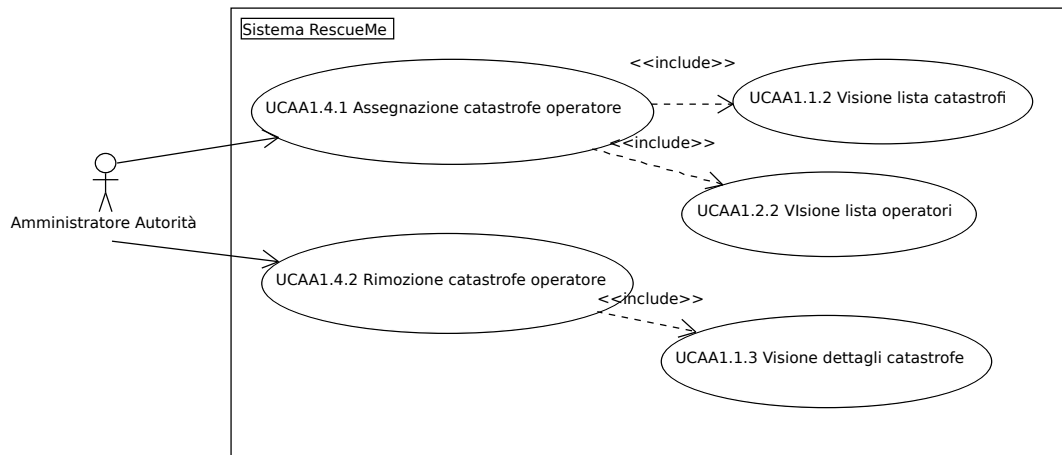 Sistema RescueMe
<<include>>
UCAA1.4.1 Assegnazione catastrofe operatore
UCAA1.1.2 Visione lista catastrofi
<<include>>
UCAA1.2.2 VIsione lista operatori
Amministratore Autorità
UCAA1.4.2 Rimozione catastrofe operatore
<<include>>
UCAA1.1.3 Visione dettagli catastrofe